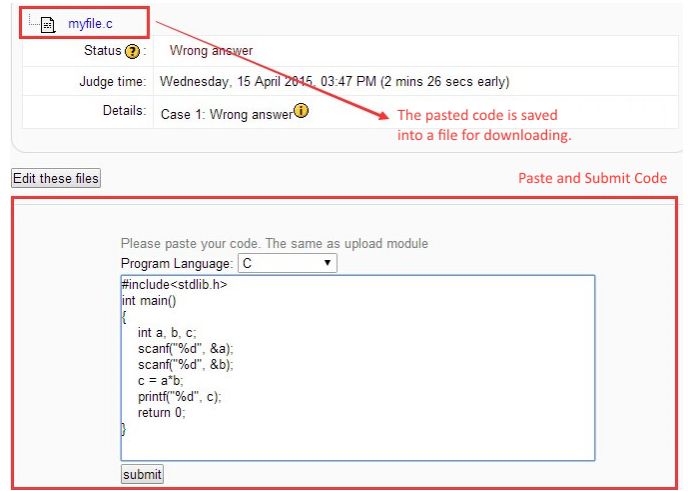 myfile.c
Status ? : Wrong answer
Judge time: Wednesday, 15 April 2015, 03:47 PM (2 mins 26 secs early)
Details: Case 1: Wrong answer i
The pasted code is saved
into a file for downloading.
Edit these files
Paste and Submit Code
Please paste your code. The same as upload module
Program Language: C
#include<stdlib.h>
int main()
{
int a, b, c;
scanf("%d", &a);
scanf("%d", &b);
c = a*b;
printf("%d", c);
return 0;
}
submit